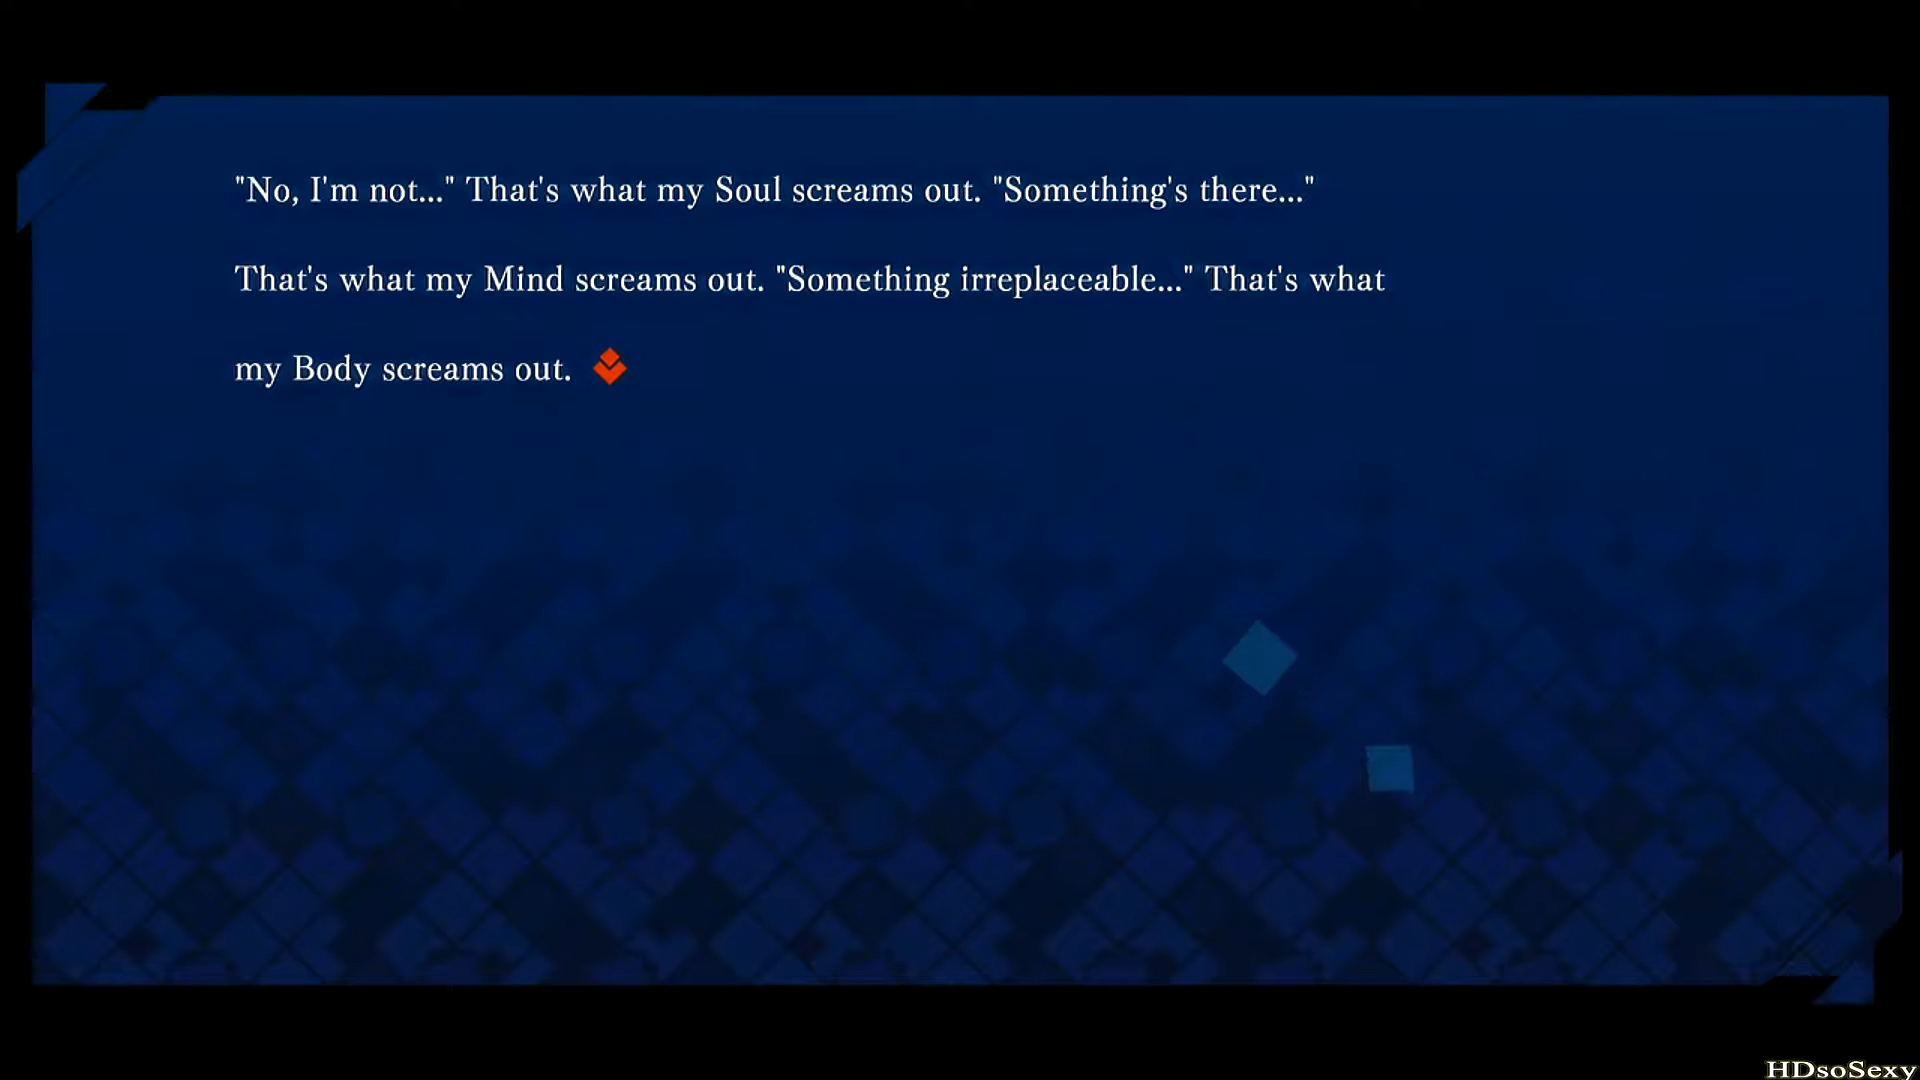 "No, I'm not..." That's what my Soul screams out. "Something's there..."
That's what my Mind screams out. "Something irreplaceable..." That's what
my Body screams out.
HDsoSexy